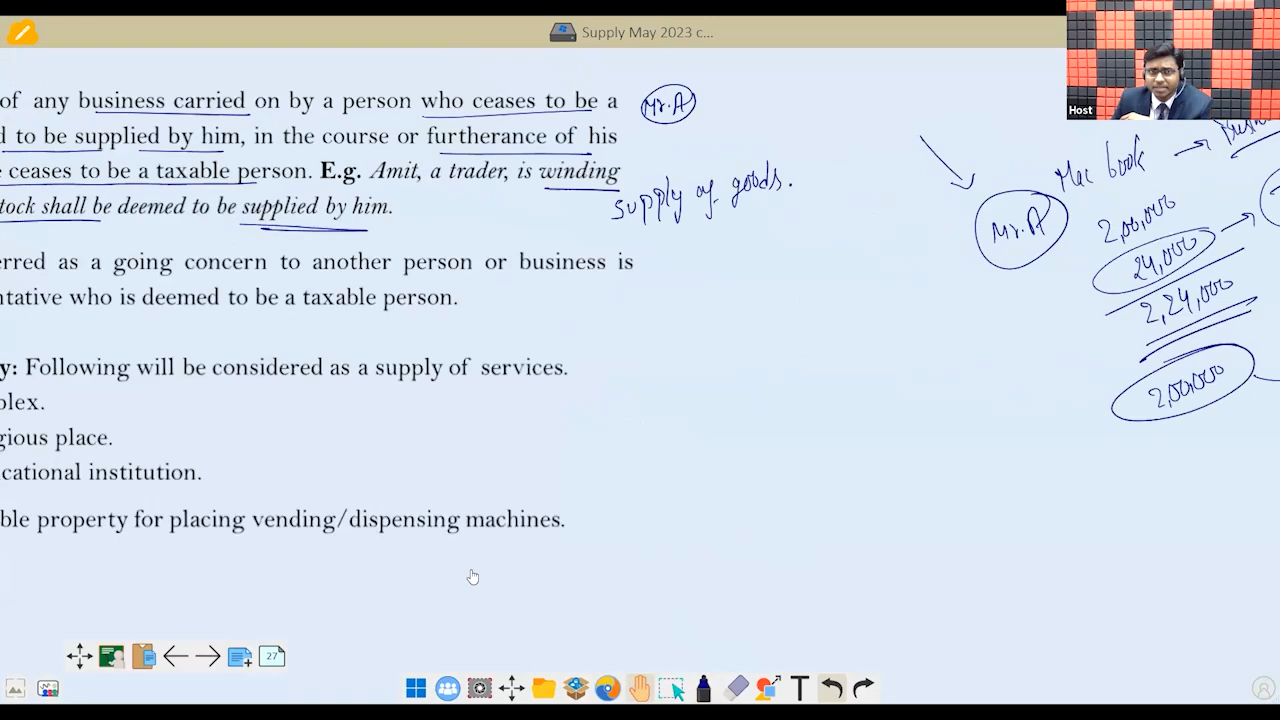 Supply May 2023 c...
Host
of any business carried on by a person who ceases to be a
d to be supplied by him, in the course or furtherance of his
ceases to be a taxable person. E.g. Amit, a trader, is winding
tock shall be deemed to be supplied by him.
erred as a going concern to another person or business is
ntative who is deemed to be a taxable person.
y: Following will be considered as a supply of services.
plex.
gious place.
cational institution.
ble property for placing vending/dispensing machines.
Mr. A
supply of goods.
Mr. A
Mac book
2,00,000
24,000
2,24,000
2,00,000
27
T